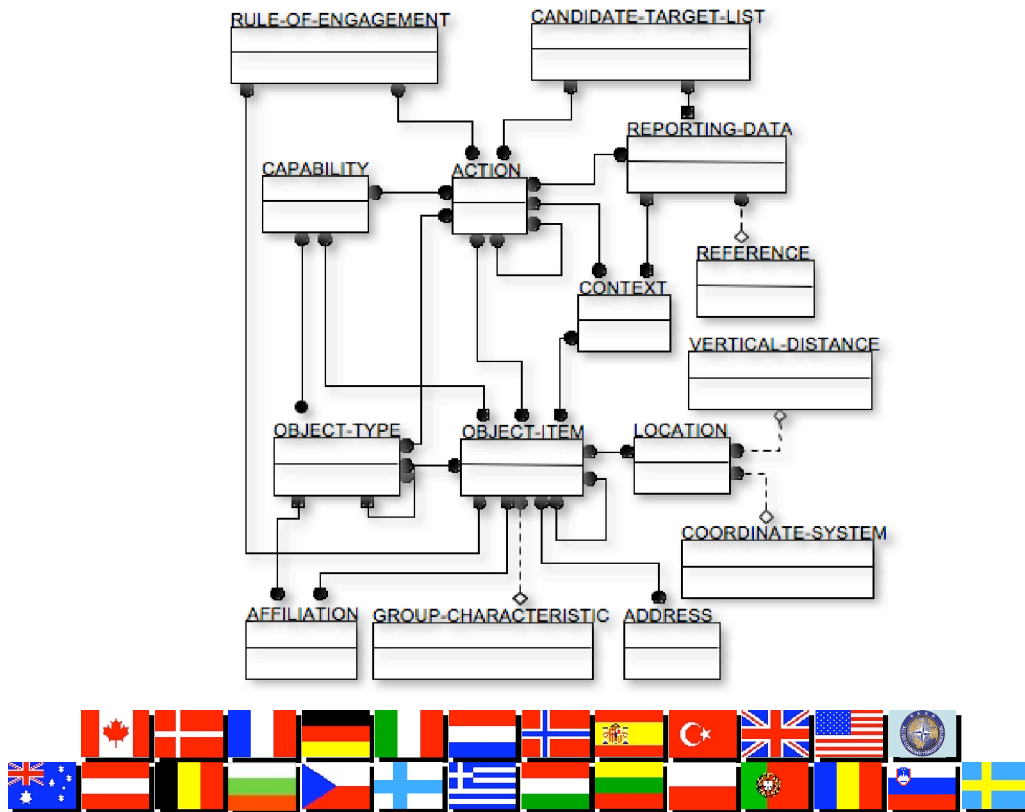 RULE-OF-ENGAGEMENT
CANDIDATE-TARGET-LIST
REPORTING-DATA
CAPABILITY
ACTION
REFERENCE
CONTEXT
VERTICAL-DISTANCE
OBJECT-TYPE
OBJECT-ITEM
LOCATION
COORDINATE-SYSTEM
AFFILIATION
GROUP-CHARACTERISTIC
ADDRESS